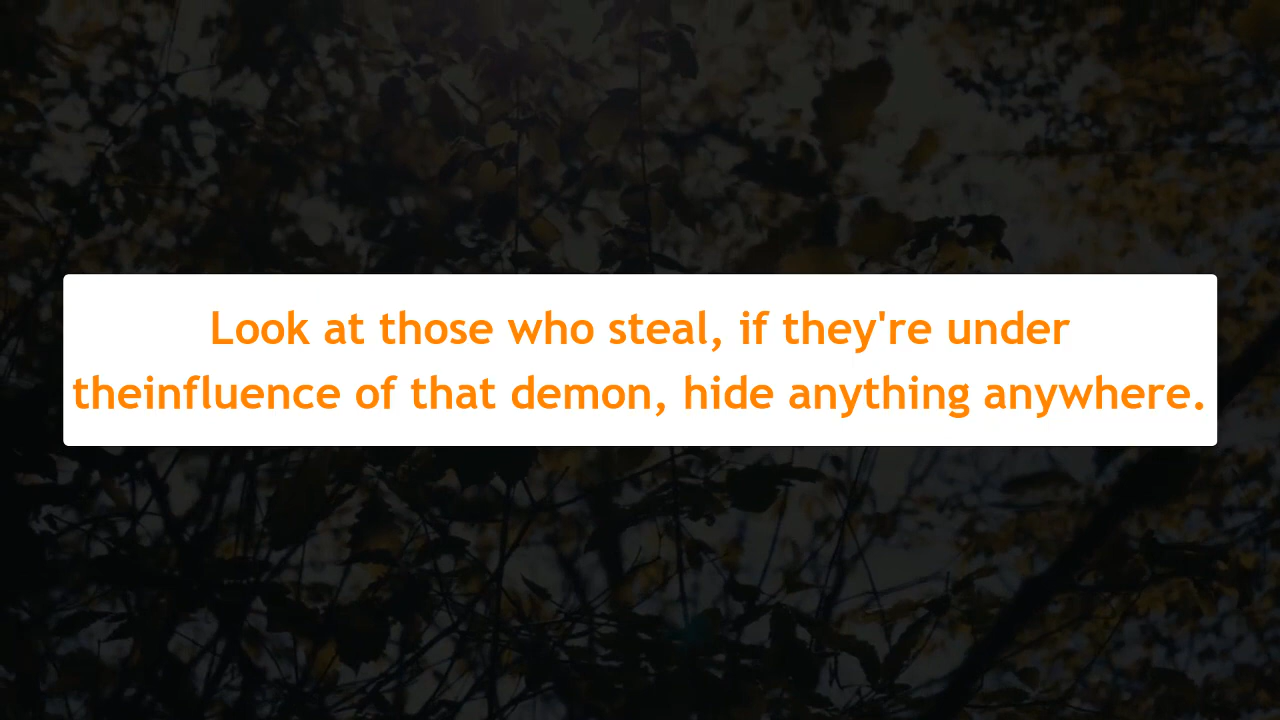 Look at those who steal, if they're under
theinfluence of that demon, hide anything anywhere.